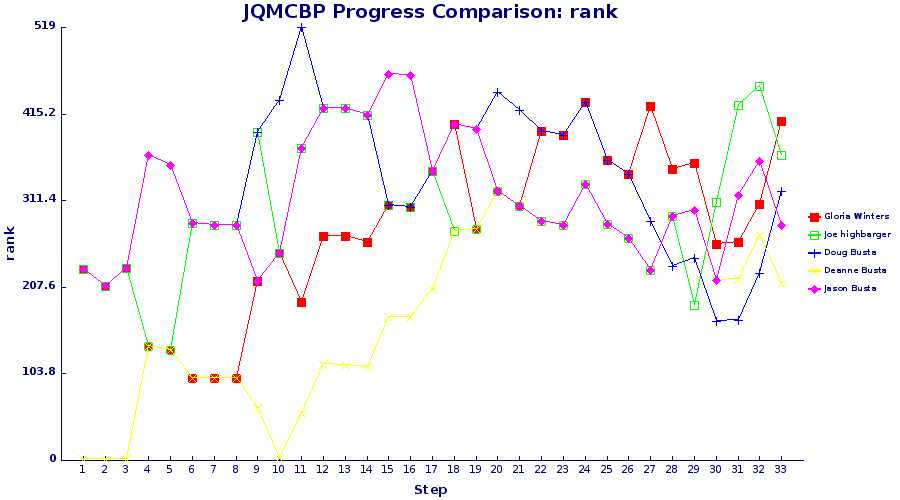 JQMCBP Progress Comparison: rank
519
415.2
311.4
207.6
103.8
0
rank
1 2 3 4 5 6 7 8 9 10 11 12 13 14 15 16 17 18 19 20 21 22 23 24 25 26 27 28 29 30 31 32 33
Step
Gloria Winters
Joe highbarger
Doug Busta
Deanne Busta
Jason Busta